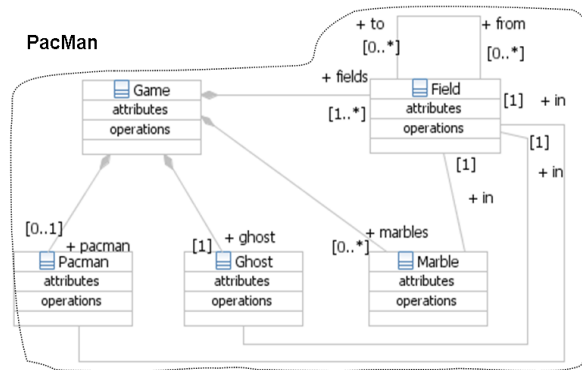 PacMan
+ to
+ from
[0..*]
[0..*]
+ fields
Game
attributes
operations
[1..*]
Field
attributes
operations
[1]
+ in
[1]
+ in
[1]
+ in
[0..1]
+ pacman
[1]
+ ghost
[0..*]
+ marbles
Pacman
attributes
operations
Ghost
attributes
operations
Marble
attributes
operations